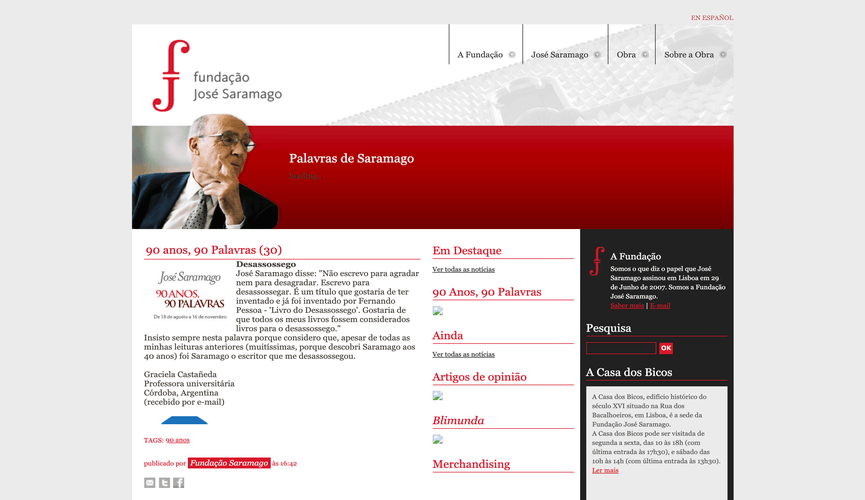 EN ESPAÑOL
A Fundação
José Saramago
Obra
Sobre a Obra
fundação
José Saramago
Palavras de Saramago
90 anos, 90 Palavras (30)
Desassossego
José Saramago disse: "Não escrevo para agradar
nem para desagradar. Escrevo para
desassossegar. É um título que gostaria de ter
inventado e já foi inventado por Fernando
Pessoa - 'Livro do Desassossego'. Gostaria de
que todos os meus livros fossem considerados
livros para o desassossego."
José Saramago
90 ANOS,
90 PALAVRAS
De 18 de agosto a 16 de novembro
Insisto sempre nesta palavra porque considero que, apesar de todas as
minhas leituras anteriores (muitíssimas, porque descobri Saramago aos
40 anos) foi Saramago o escritor que me desassossegou.
Graciela Castañeda
Professora universitária
Córdoba, Argentina
(recebido por e-mail)
TAGS: 90 anos
publicado por Fundação Saramago às 16:42
Em Destaque
Ver todas as notícias
90 Anos, 90 Palavras
Ainda
Ver todas as notícias
Artigos de opinião
Blimunda
Merchandising
A Fundação
Somos o que diz o papel que José
Saramago assinou em Lisboa em 29
de Junho de 2007. Somos a Fundação
José Saramago.
Saber mais | E-mail
Pesquisa
OK
A Casa dos Bicos
A Casa dos Bicos, edifício histórico do
século XVI situado na Rua dos
Bacalhoeiros, em Lisboa, é a sede da
Fundação José Saramago.
A Casa dos Bicos pode ser visitada de
segunda a sexta, das 10 às 18h (com
última entrada às 17h30), e sábado das
10h às 14h (com última entrada às 13h30).
Ler mais